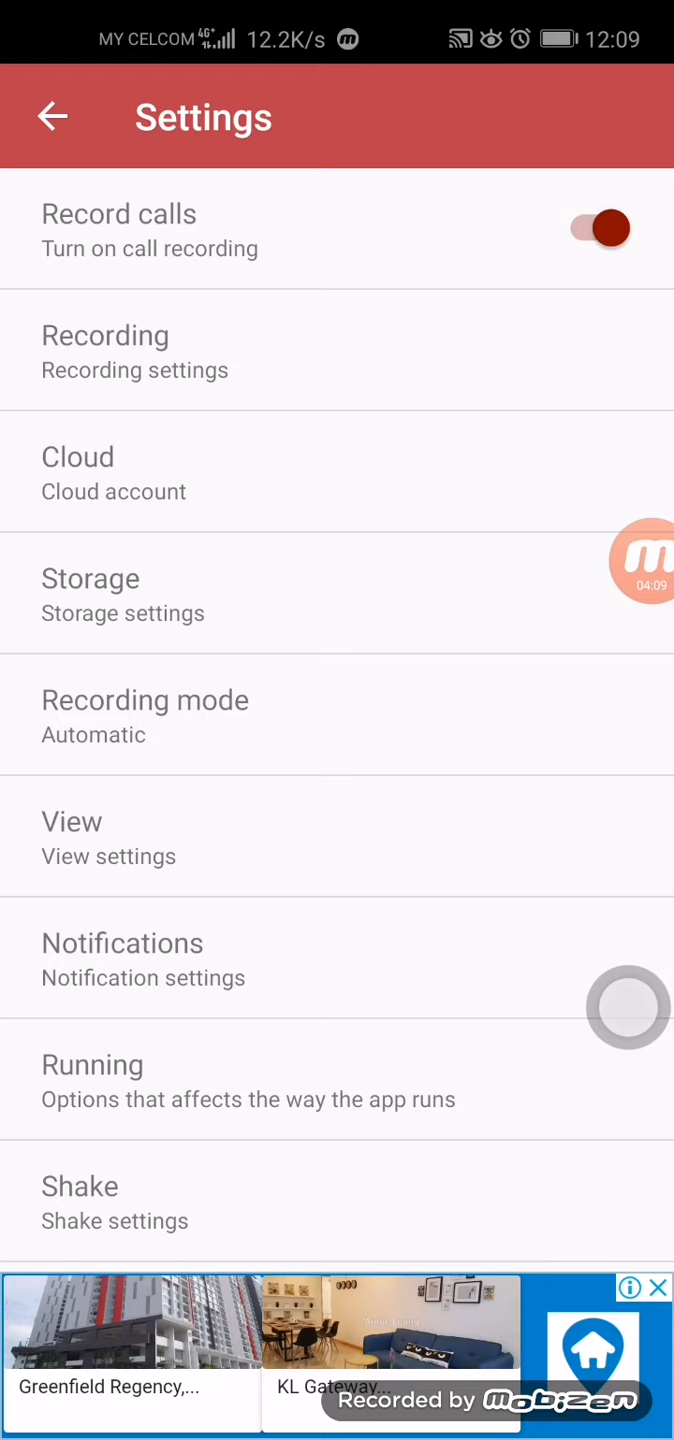 MY CELCOM 4G+ 12.2K/s 12:09
Settings
Record calls
Turn on call recording
Recording
Recording settings
Cloud
Cloud account
04:09
Storage
Storage settings
Recording mode
Automatic
View
View settings
Notifications
Notification settings
Running
Options that affects the way the app runs
Shake
Shake settings
Annie Leong
Greenfield Regency,...
KL Gateway...
Recorded by mobizen